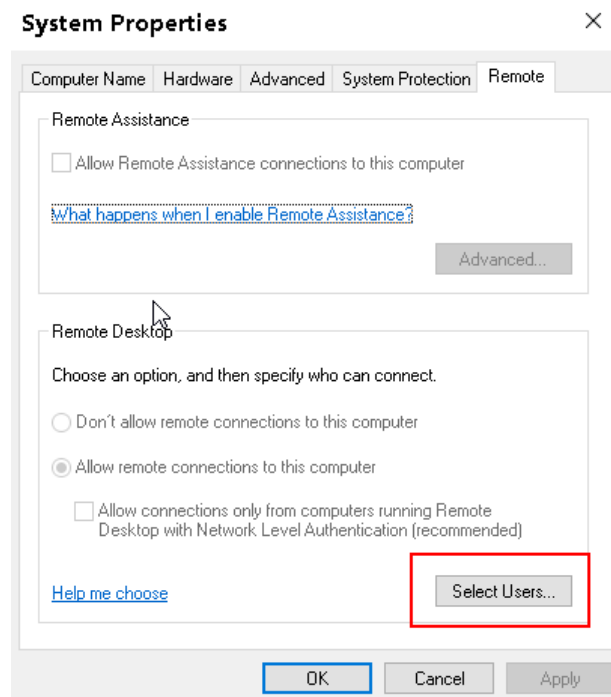 System Properties
Computer Name Hardware Advanced System Protection Remote
Remote Assistance
Allow Remote Assistance connections to this computer
What happens when I enable Remote Assistance?
Advanced...
Remote Desktop
Choose an option, and then specify who can connect.
Don't allow remote connections to this computer
Allow remote connections to this computer
Allow connections only from computers running Remote
Desktop with Network Level Authentication (recommended)
Help me choose
Select Users...
OK Cancel Apply